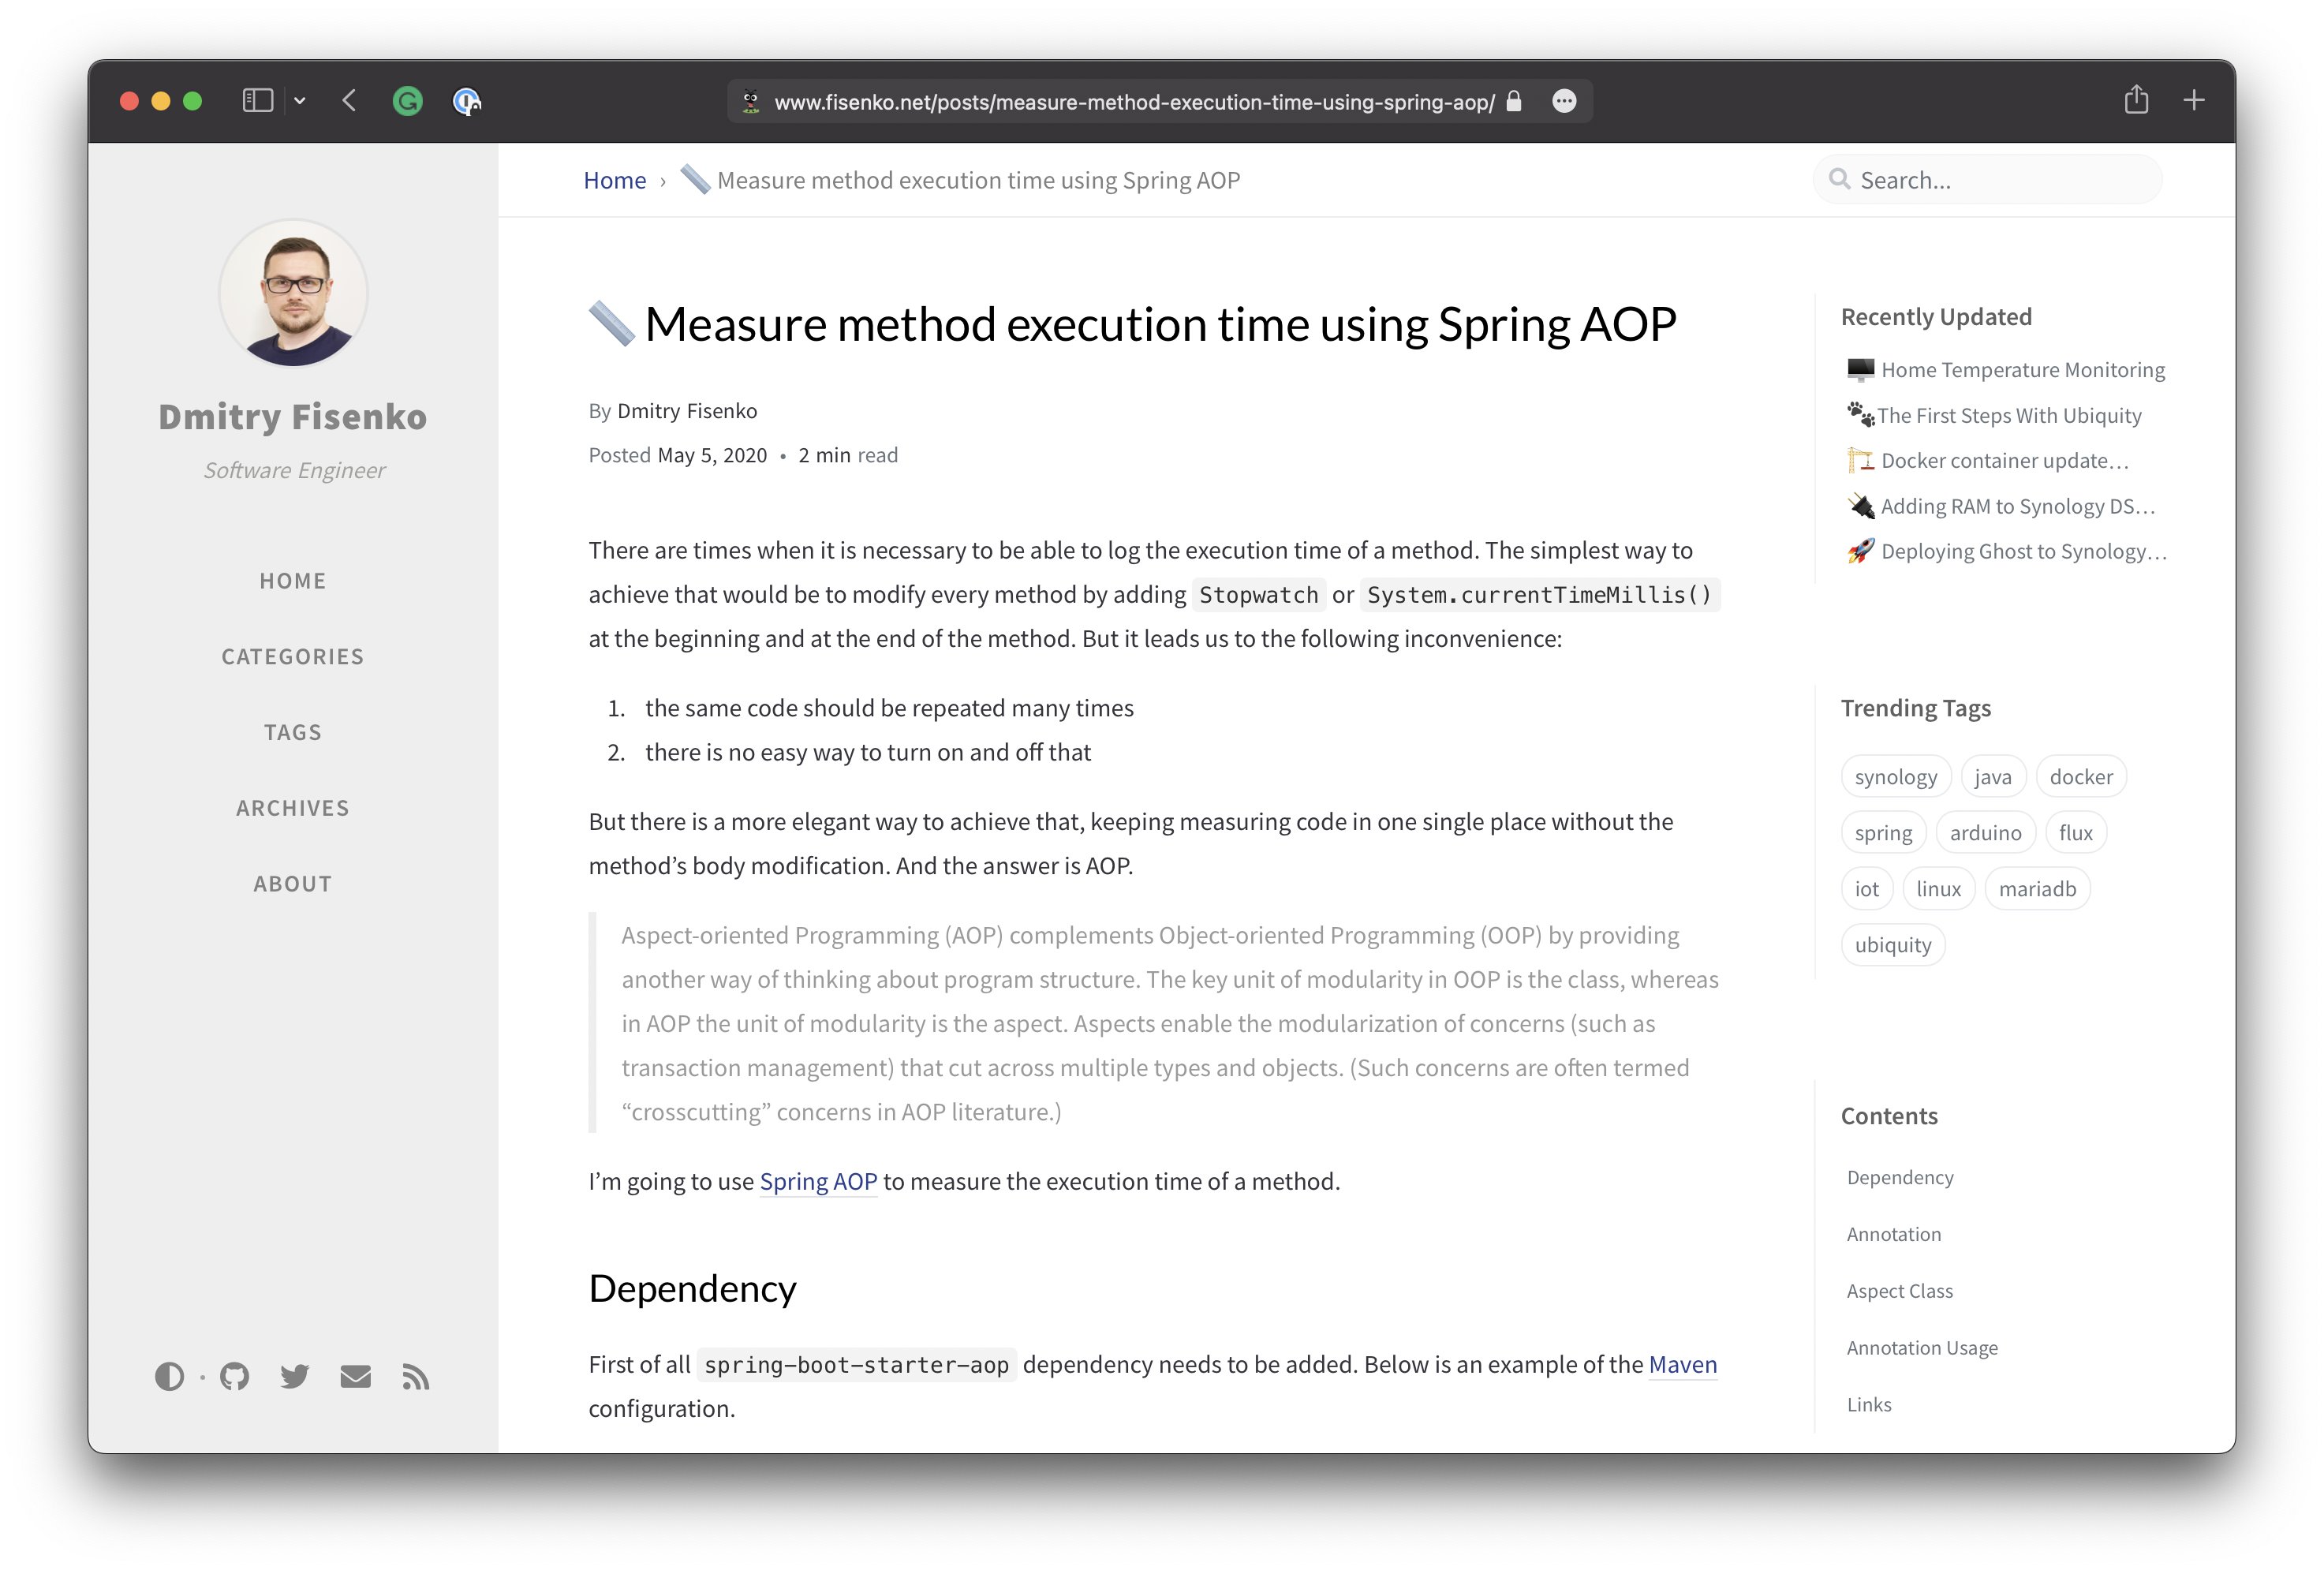 www.fisenko.net/posts/measure-method-execution-time-using-spring-aop/
Dmitry Fisenko
Software Engineer
HOME
CATEGORIES
TAGS
ARCHIVES
ABOUT
Home › Measure method execution time using Spring AOP
Search...
Measure method execution time using Spring AOP
By Dmitry Fisenko
Posted May 5, 2020 • 2 min read
There are times when it is necessary to be able to log the execution time of a method. The simplest way to
achieve that would be to modify every method by adding Stopwatch or System.currentTimeMillis()
at the beginning and at the end of the method. But it leads us to the following inconvenience:
1. the same code should be repeated many times
2. there is no easy way to turn on and off that
But there is a more elegant way to achieve that, keeping measuring code in one single place without the
method’s body modification. And the answer is AOP.
Aspect-oriented Programming (AOP) complements Object-oriented Programming (OOP) by providing
another way of thinking about program structure. The key unit of modularity in OOP is the class, whereas
in AOP the unit of modularity is the aspect. Aspects enable the modularization of concerns (such as
transaction management) that cut across multiple types and objects. (Such concerns are often termed
“crosscutting” concerns in AOP literature.)
I’m going to use Spring AOP to measure the execution time of a method.
Dependency
First of all spring-boot-starter-aop dependency needs to be added. Below is an example of the Maven
configuration.
Recently Updated
Home Temperature Monitoring
The First Steps With Ubiquity
Docker container update…
Adding RAM to Synology DS…
Deploying Ghost to Synology…
Trending Tags
synology java docker
spring arduino flux
iot linux mariadb
ubiquity
Contents
Dependency
Annotation
Aspect Class
Annotation Usage
Links